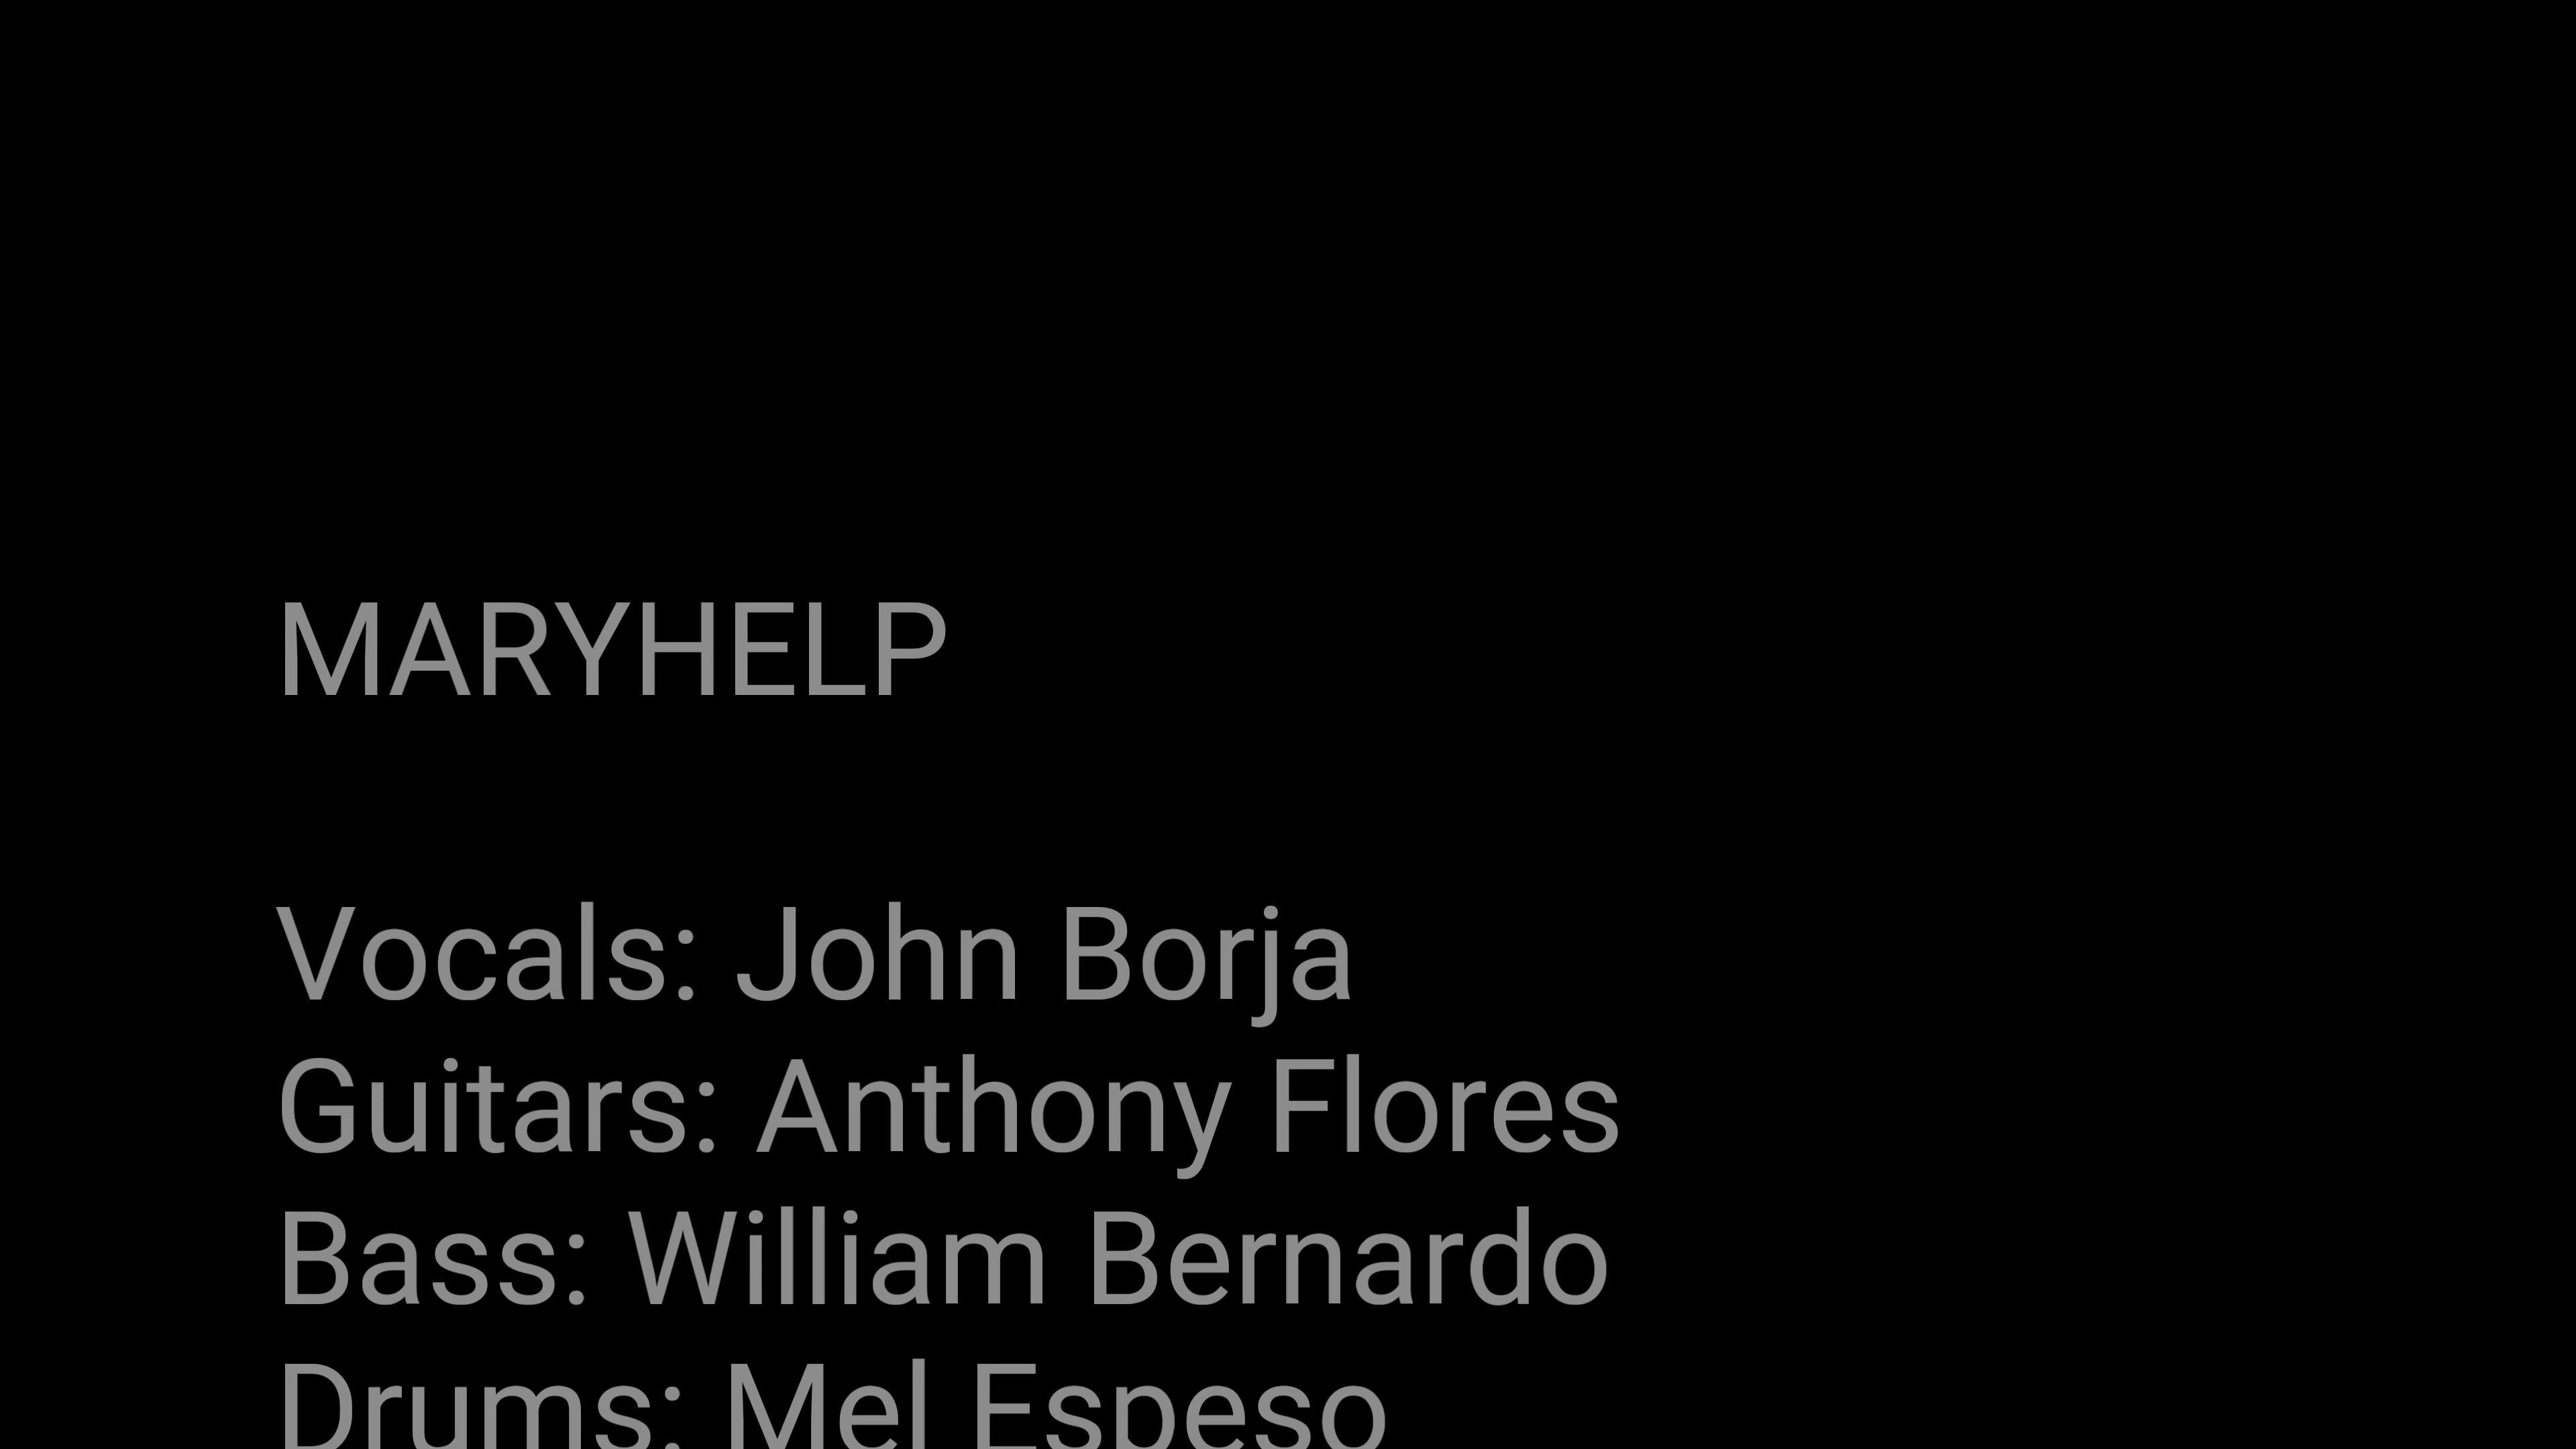 MARYHELP
Vocals: John Borja
Guitars: Anthony Flores
Bass: William Bernardo
Drums: Mel Espeso